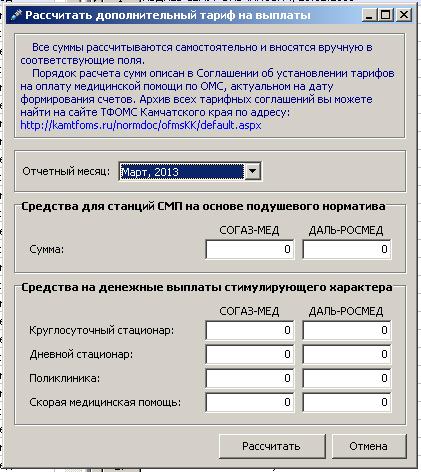 Рассчитать дополнительный тариф на выплаты
Все суммы рассчитываются самостоятельно и вносятся вручную в
соответствующие поля.
Порядок расчета сумм описан в Соглашении об установлении тарифов
на оплату медицинской помощи по ОМС, актуальном на дату
формирования счетов. Архив всех тарифных соглашений вы можете
найти на сайте ТФОМС Камчатского края по адресу:
http://kamtfoms.ru/normdoc/ofmsKK/default.aspx
Отчетный месяц: Март, 2013
Средства для станций СМП на основе подушевого норматива
СОГАЗ-МЕД ДАЛЬ-РОСМЕД
Сумма: 0 0
Средства на денежные выплаты стимулирующего характера
СОГАЗ-МЕД ДАЛЬ-РОСМЕД
Круглосуточный стационар: 0 0
Дневной стационар: 0 0
Поликлиника: 0 0
Скорая медицинская помощь: 0 0
Рассчитать Отмена